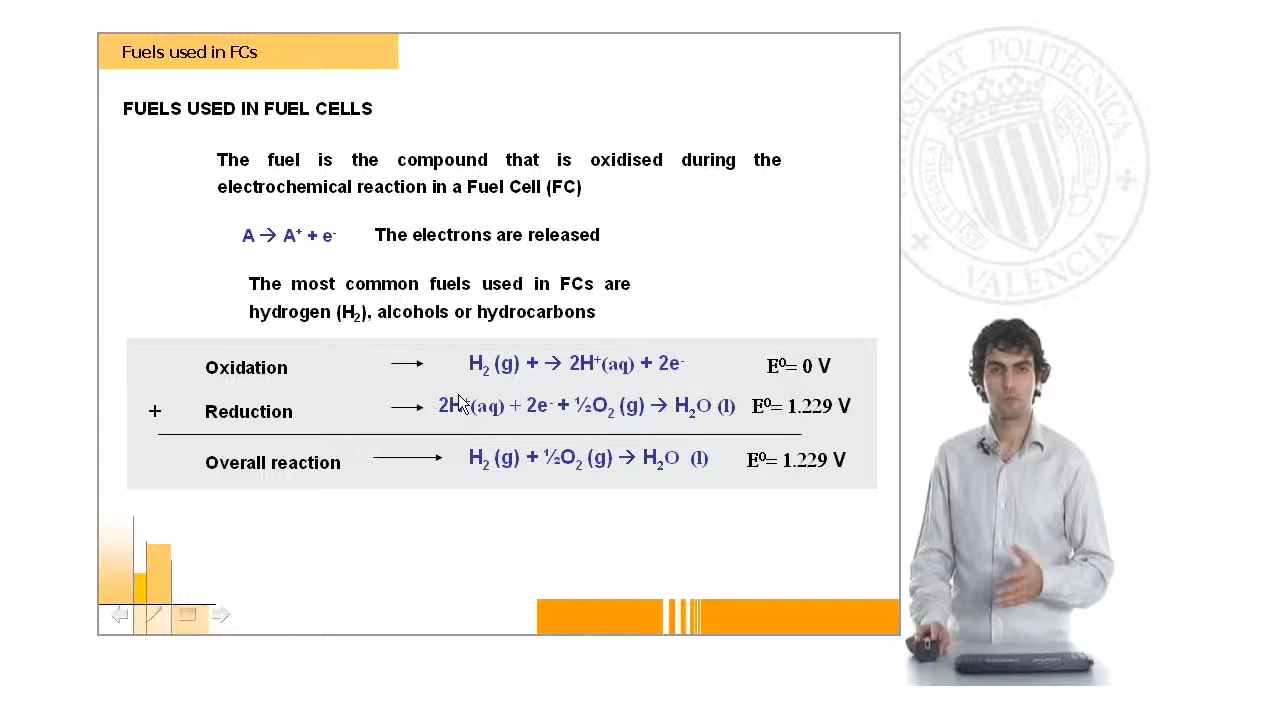 Fuels used in FCs
FUELS USED IN FUEL CELLS
The fuel is the compound that is oxidised during the
electrochemical reaction in a Fuel Cell (FC)
A → A⁺ + e⁻ The electrons are released
The most common fuels used in FCs are
hydrogen (H₂), alcohols or hydrocarbons
Oxidation → H₂ (g) + → 2H⁺(aq) + 2e⁻ E⁰= 0 V
+ Reduction → 2H⁺(aq) + 2e⁻ + ½O₂ (g) → H₂O (l) E⁰= 1.229 V
Overall reaction → H₂ (g) + ½O₂ (g) → H₂O (l) E⁰= 1.229 V
POLITECNICA
VALENCIA